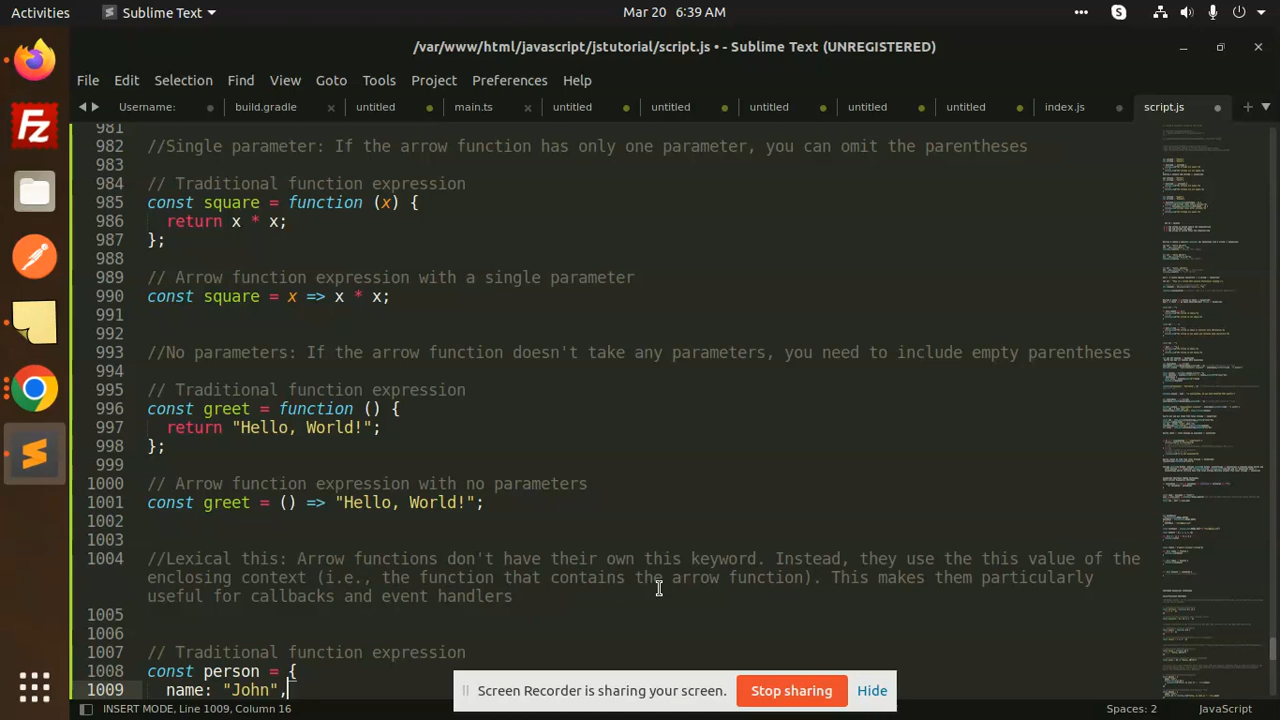 Activities
Sublime Text
Mar 20 6:39 AM
/var/www/html/javascript/jstutorial/script.js • - Sublime Text (UNREGISTERED)
File Edit Selection Find View Goto Tools Project Preferences Help
Username: build.gradle untitled main.ts untitled untitled untitled untitled untitled index.js script.js
981
982 //Single parameter: If the arrow function has only one parameter, you can omit the parentheses
983
984 // Traditional function expression
985 const square = function (x) {
986 return x * x;
987 };
988
989 // Arrow function expression with a single parameter
990 const square = x => x * x;
991
992
993 //No parameters: If the arrow function doesn't take any parameters, you need to include empty parentheses
994
995 // Traditional function expression
996 const greet = function () {
997 return "Hello, World!";
998 };
999
1000 // Arrow function expression with no parameters
1001 const greet = () => "Hello, World!";
1002
1003
1004 //Lexical this: Arrow functions don't have their own this keyword. Instead, they use the this value of the
enclosing context (i.e., the function that contains the arrow function). This makes them particularly
useful for callbacks and event handlers
1005
1006
1007 // Traditional function expression
1008 const person = {
1009 name: "John",
Screen Recorder is sharing your screen. Stop sharing Hide
INSERT MODE, Line 1009, Column 16
Spaces: 2
JavaScript